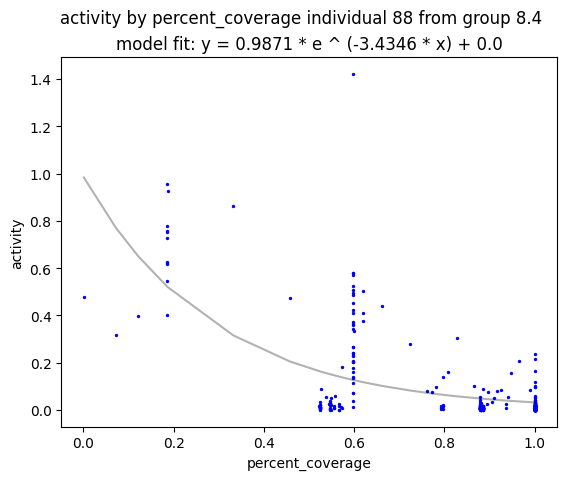 activity by percent_coverage individual 88 from group 8.4
model fit: y = 0.9871 * e ^ (-3.4346 * x) + 0.0
1.4
1.2
1.0
0.8
0.6
0.4
0.2
0.0
activity
0.0 0.2 0.4 0.6 0.8 1.0
percent_coverage